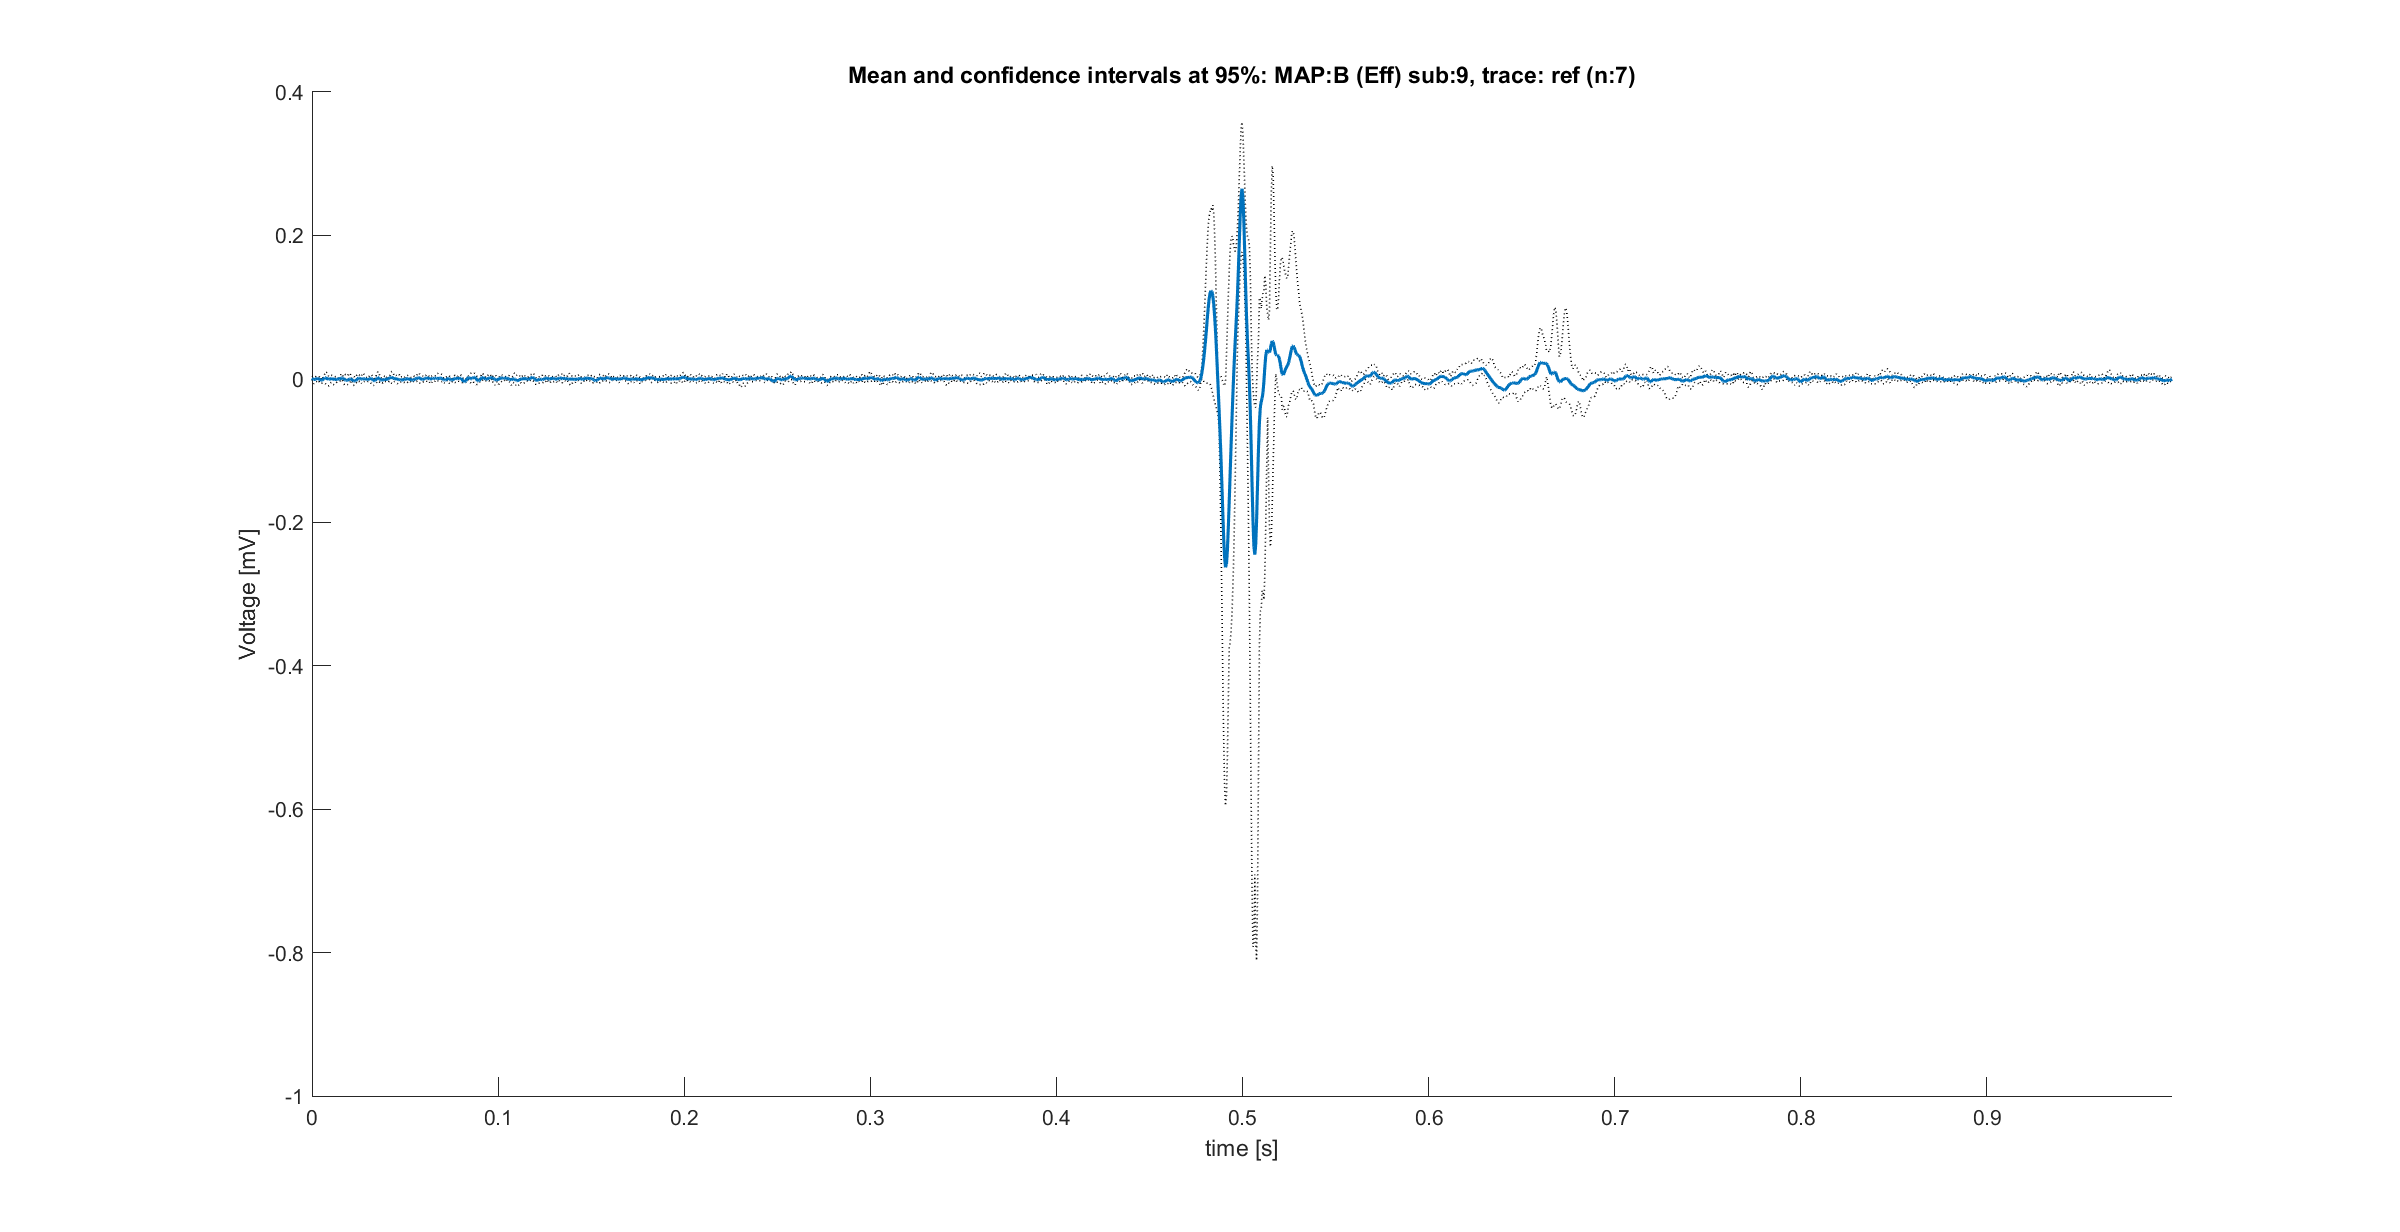 Mean and confidence intervals at 95%: MAP:B (Eff) sub:9, trace: ref (n:7)
0.4
0.2
0
-0.2
-0.4
-0.6
-0.8
-1
Voltage [mV]
0 0.1 0.2 0.3 0.4 0.5 0.6 0.7 0.8 0.9
time [s]